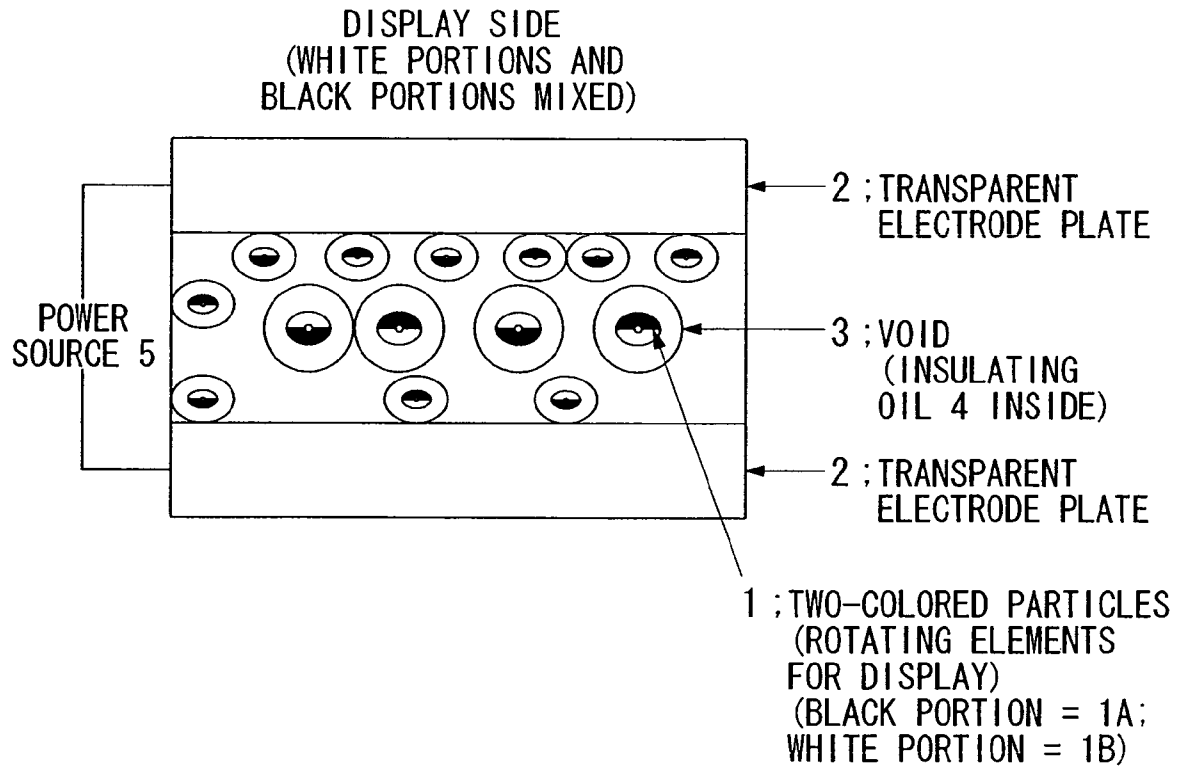 DISPLAY SIDE
(WHITE PORTIONS AND
BLACK PORTIONS MIXED)
2 ; TRANSPARENT
ELECTRODE PLATE
POWER
SOURCE 5
3 ; VOID
(INSULATING
OIL 4 INSIDE)
2 ; TRANSPARENT
ELECTRODE PLATE
1 ; TWO-COLORED PARTICLES
(ROTATING ELEMENTS
FOR DISPLAY)
(BLACK PORTION = 1A;
WHITE PORTION = 1B)